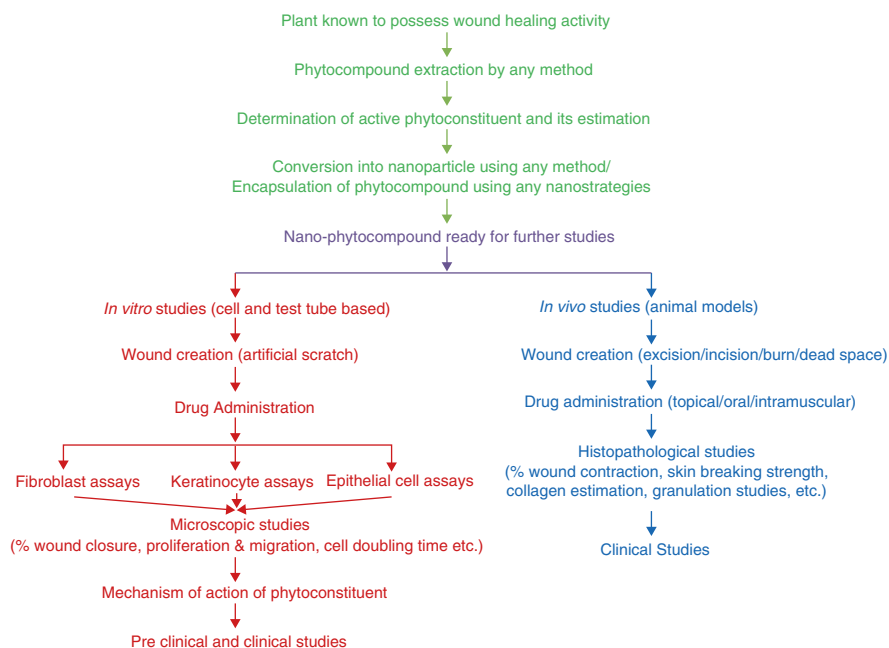 Plant known to possess wound healing activity
Phytocompound extraction by any method
Determination of active phytoconstituent and its estimation
Conversion into nanoparticle using any method/
Encapsulation of phytocompound using any nanostrategies
Nano-phytocompound ready for further studies
In vitro studies (cell and test tube based)
Wound creation (artificial scratch)
Drug Administration
Fibroblast assays
Keratinocyte assays
Epithelial cell assays
Microscopic studies
(% wound closure, proliferation & migration, cell doubling time etc.)
Mechanism of action of phytoconstituent
Pre clinical and clinical studies
In vivo studies (animal models)
Wound creation (excision/incision/burn/dead space)
Drug administration (topical/oral/intramuscular)
Histopathological studies
(% wound contraction, skin breaking strength,
collagen estimation, granulation studies, etc.)
Clinical Studies